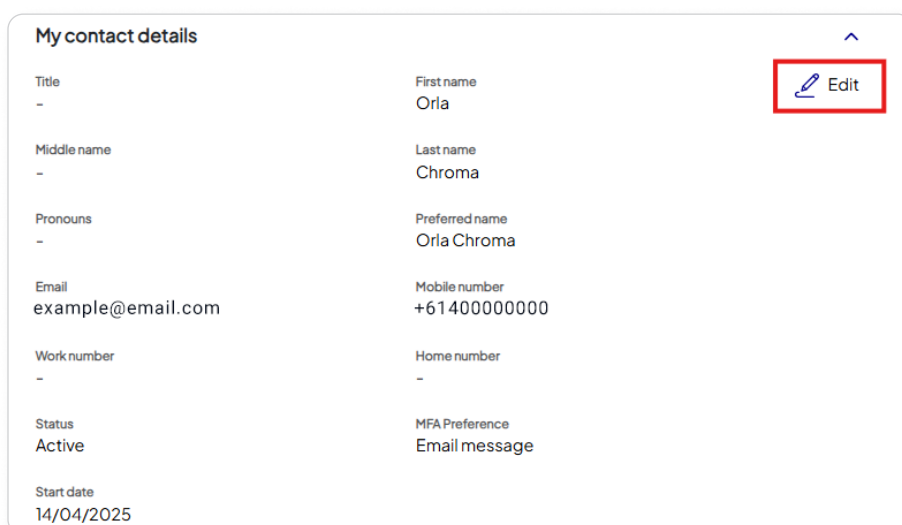 My contact details
Title
-
First name
Orla
Edit
Middle name
-
Last name
Chroma
Pronouns
-
Preferred name
Orla Chroma
Email
example@email.com
Mobile number
+61400000000
Work number
-
Home number
-
Status
Active
MFA Preference
Email message
Start date
14/04/2025